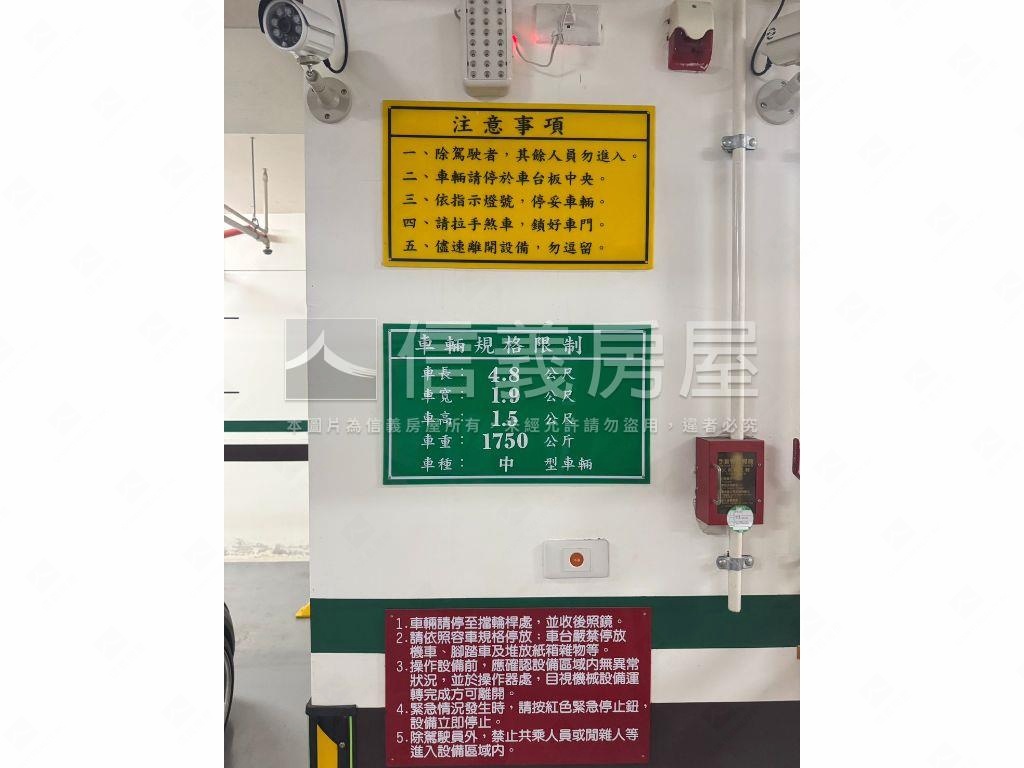 注意事項
一、除駕駛者，其餘人員勿進入。
二、車輛請停於車台板中央。
三、依指示燈號，停妥車輛。
四、請拉手煞車，鎖好車門。
五、儘速離開設備，勿逗留。
信義房屋
車輛規格限制
車長： 4.8 公尺
車寬： 1.9 公尺
車高： 1.5 公尺
本圖片為信義房屋所有，未經允許請勿盜用，違者必究
車重： 1750 公斤
車種： 中 型車輛
1.車輛請停至擋輪桿處，並收後照鏡。
2.請依照容車規格停放；車台嚴禁停放
機車、腳踏車及堆放紙箱雜物等。
3.操作設備前，應確認設備區域內無異常
狀況，並於操作器處，目視機械設備運
轉完成方可離開。
4.緊急情況發生時，請按紅色緊急停止鈕，
設備立即停止。
5.除駕駛員外，禁止共乘人員或閒雜人等
進入設備區域內。